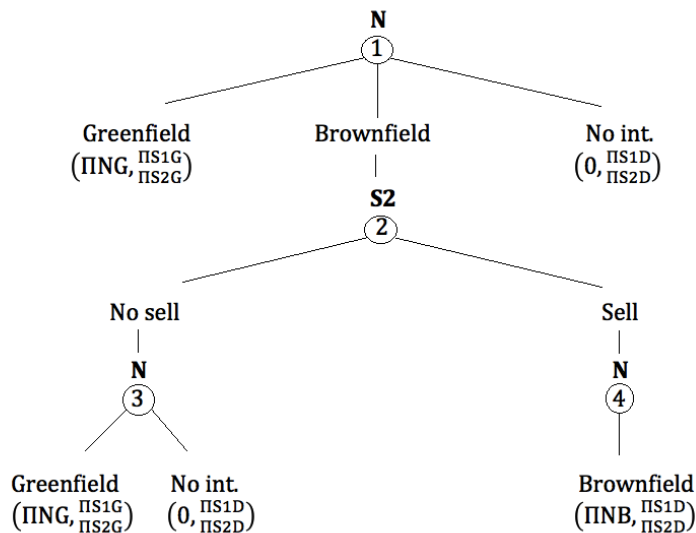 N
1
Greenfield Brownfield No int.
(ΠNG, ΠS1G ΠS2G) (0, ΠS1D ΠS2D)
S2
2
No sell Sell
N N
3 4
Greenfield No int. Brownfield
(ΠNG, ΠS1G ΠS2G) (0, ΠS1D ΠS2D) (ΠNB, ΠS1D ΠS2D)